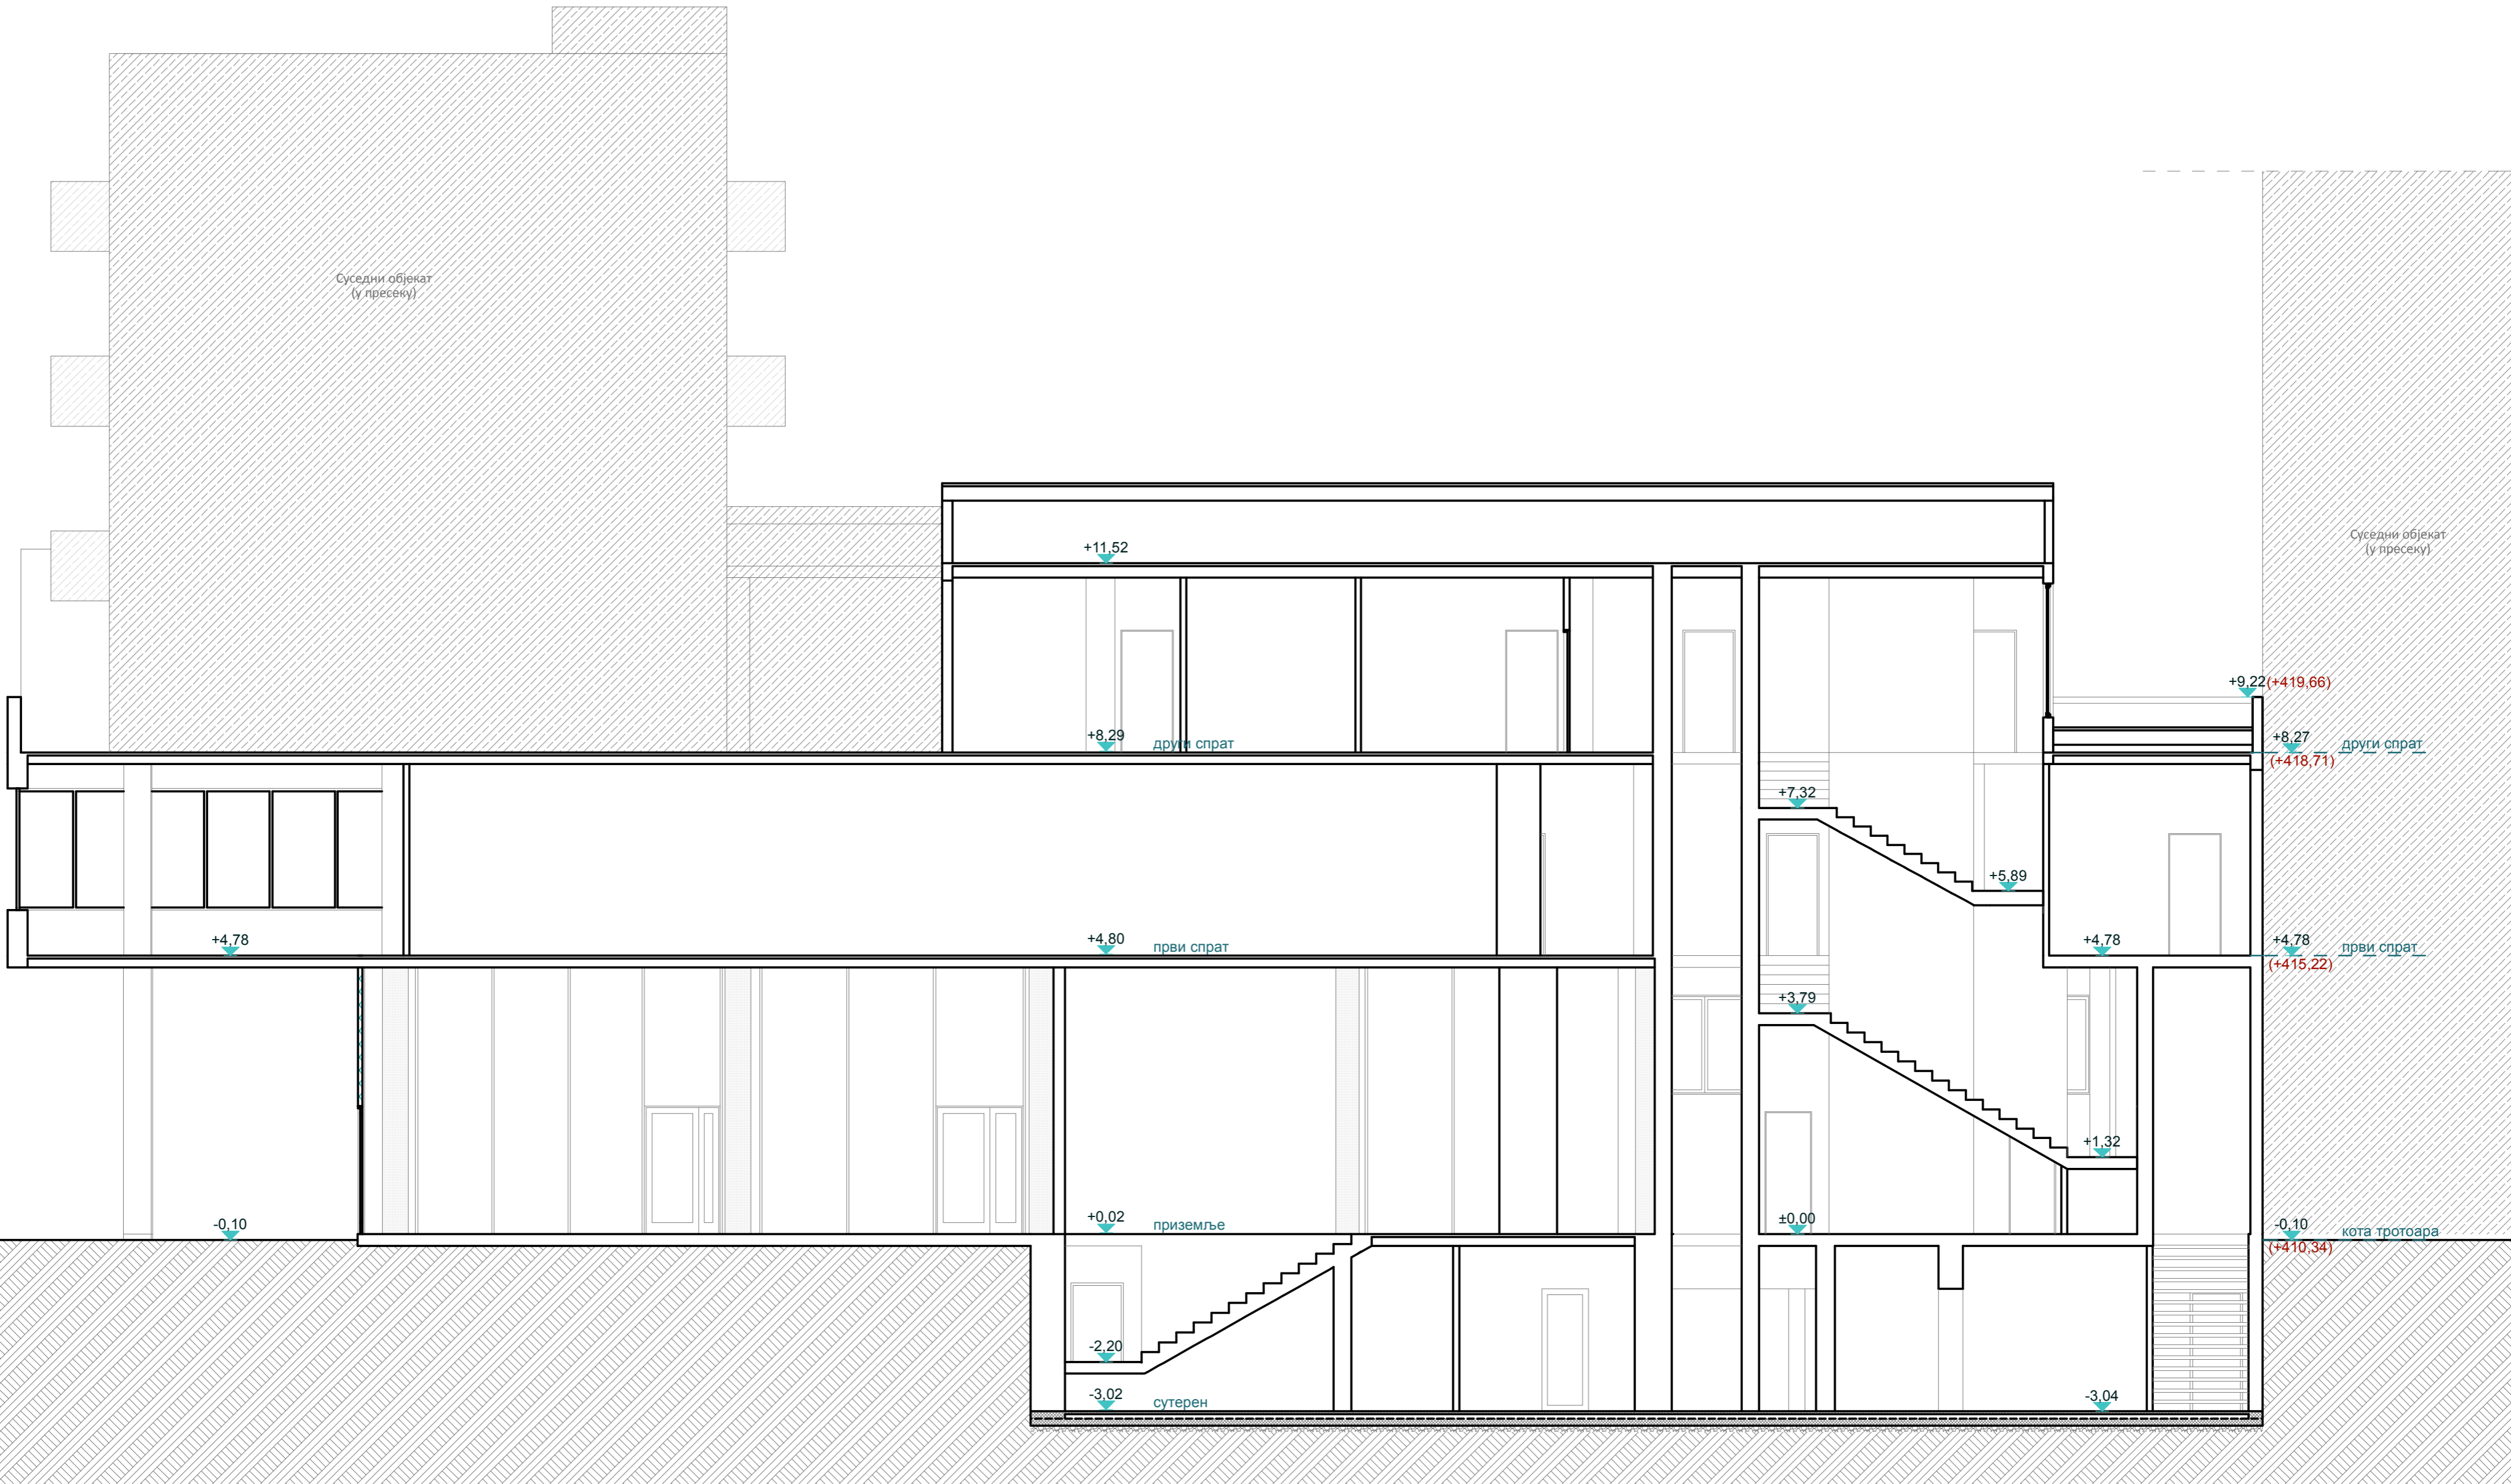 Суседни објекат
(у пресеку)
Суседни објекат
(у пресеку)
+11,52
+9,22(+419,66)
+8,29
други спрат
+8,27
други спрат
(+418,71)
+7,32
+5,89
+4,78
+4,80
први спрат
+4,78
+4,78
први спрат
(+415,22)
+3,79
+1,32
-0,10
+0,02
приземље
±0,00
-0,10
кота тротоара
(+410,34)
-2,20
-3,02
сутерен
-3,04